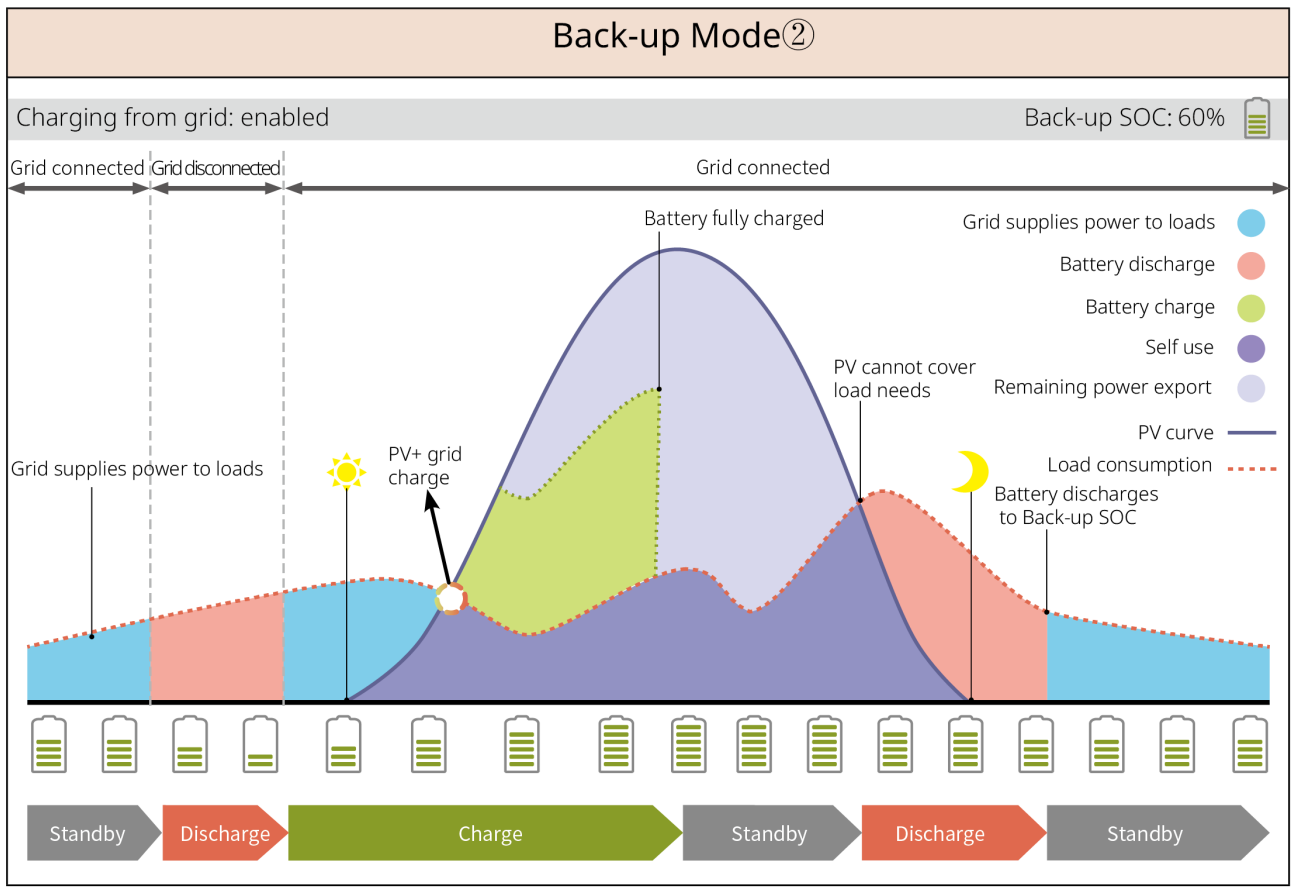 Back-up Mode②
Charging from grid: enabled
Back-up SOC: 60%
Grid connected
Grid disconnected
Grid connected
Battery fully charged
Grid supplies power to loads
Battery discharge
Battery charge
Self use
Remaining power export
PV curve
Load consumption
PV cannot cover
load needs
PV+ grid
charge
Grid supplies power to loads
Battery discharges
to Back-up SOC
Standby
Discharge
Charge
Standby
Discharge
Standby